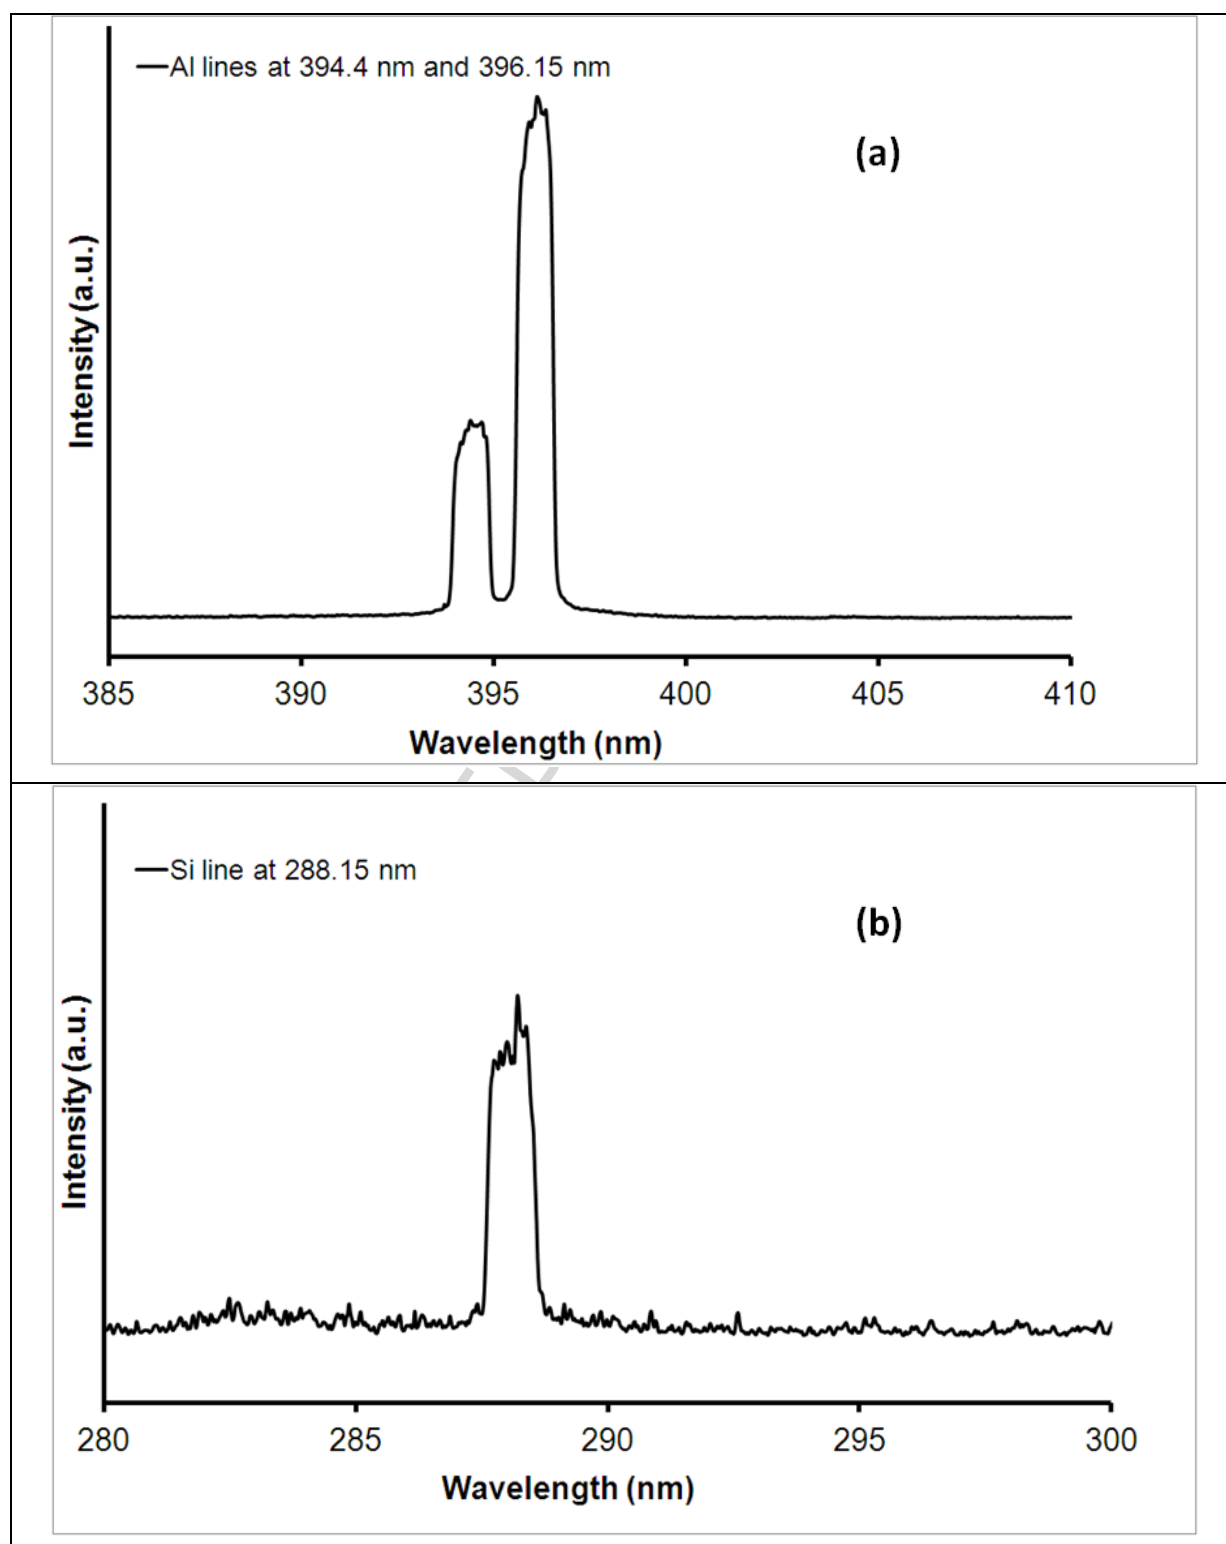 Al lines at 394.4 nm and 396.15 nm
(a)
Intensity (a.u.)
385 390 395 400 405 410
Wavelength (nm)
Si line at 288.15 nm
(b)
Intensity (a.u.)
280 285 290 295 300
Wavelength (nm)